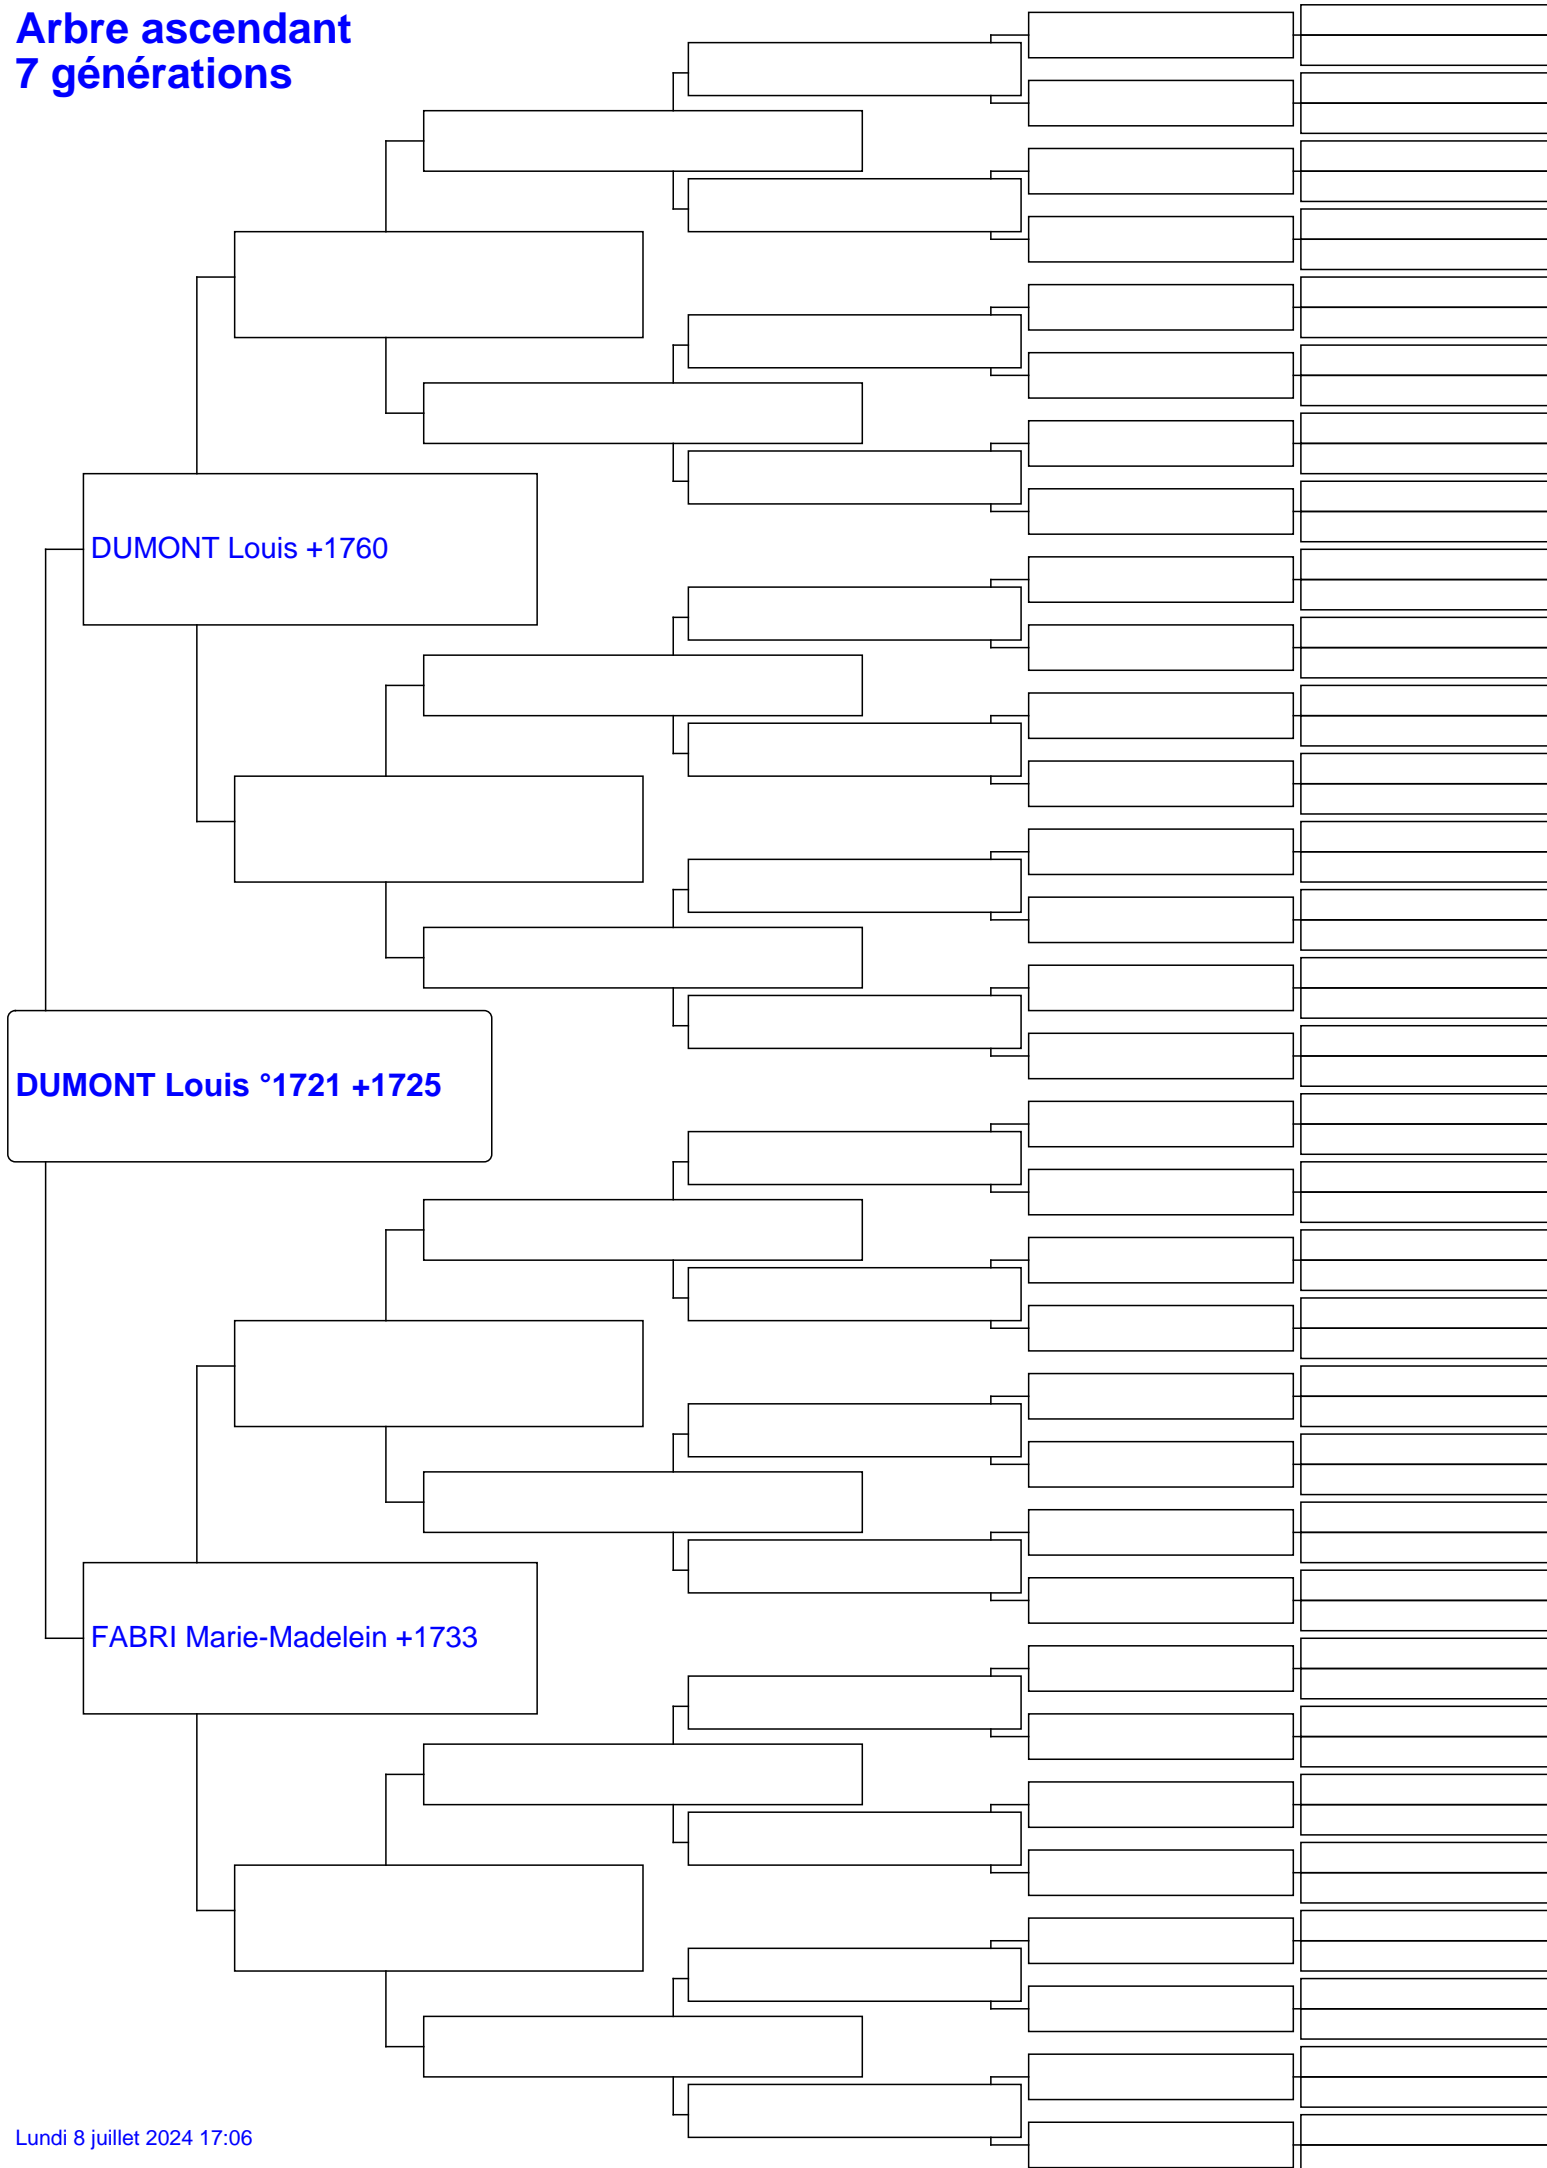 Arbre ascendant
7 générations
DUMONT Louis +1760
DUMONT Louis °1721 +1725
FABRI Marie-Madelein +1733
Lundi 8 juillet 2024 17:06